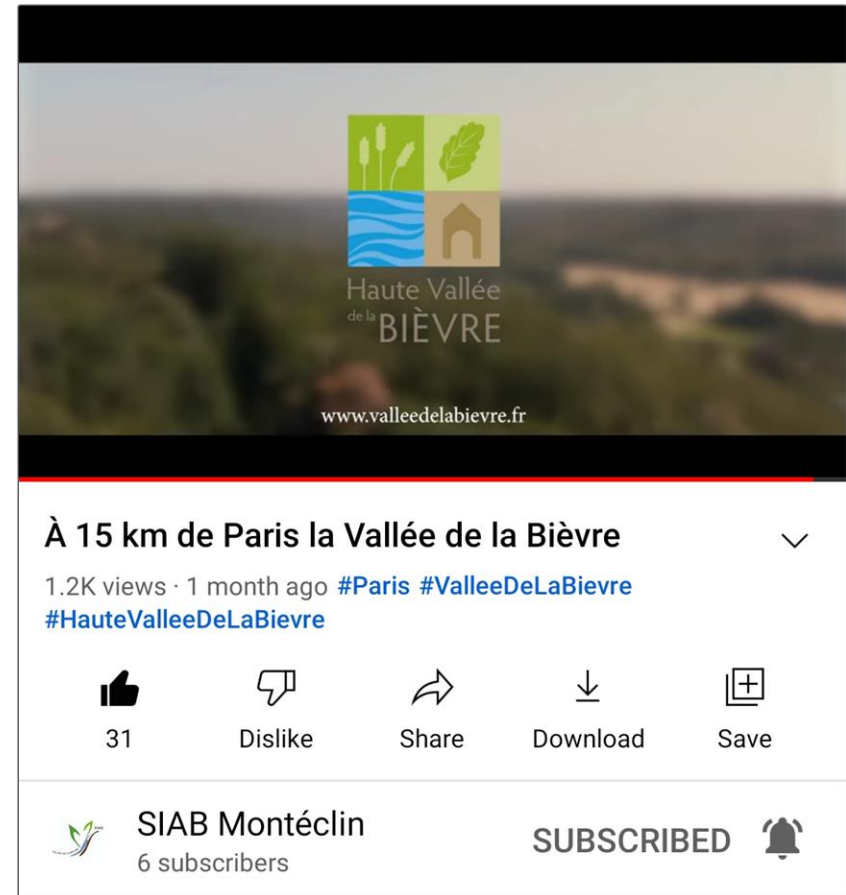 Haute Vallée
de la BIÈVRE
www.valleedelabievre.fr
À 15 km de Paris la Vallée de la Bièvre
1.2K views · 1 month ago #Paris #ValleeDeLaBievre
#HauteValleeDeLaBievre
31 Dislike Share Download Save
SIAB Montéclin
SUBSCRIBED
6 subscribers